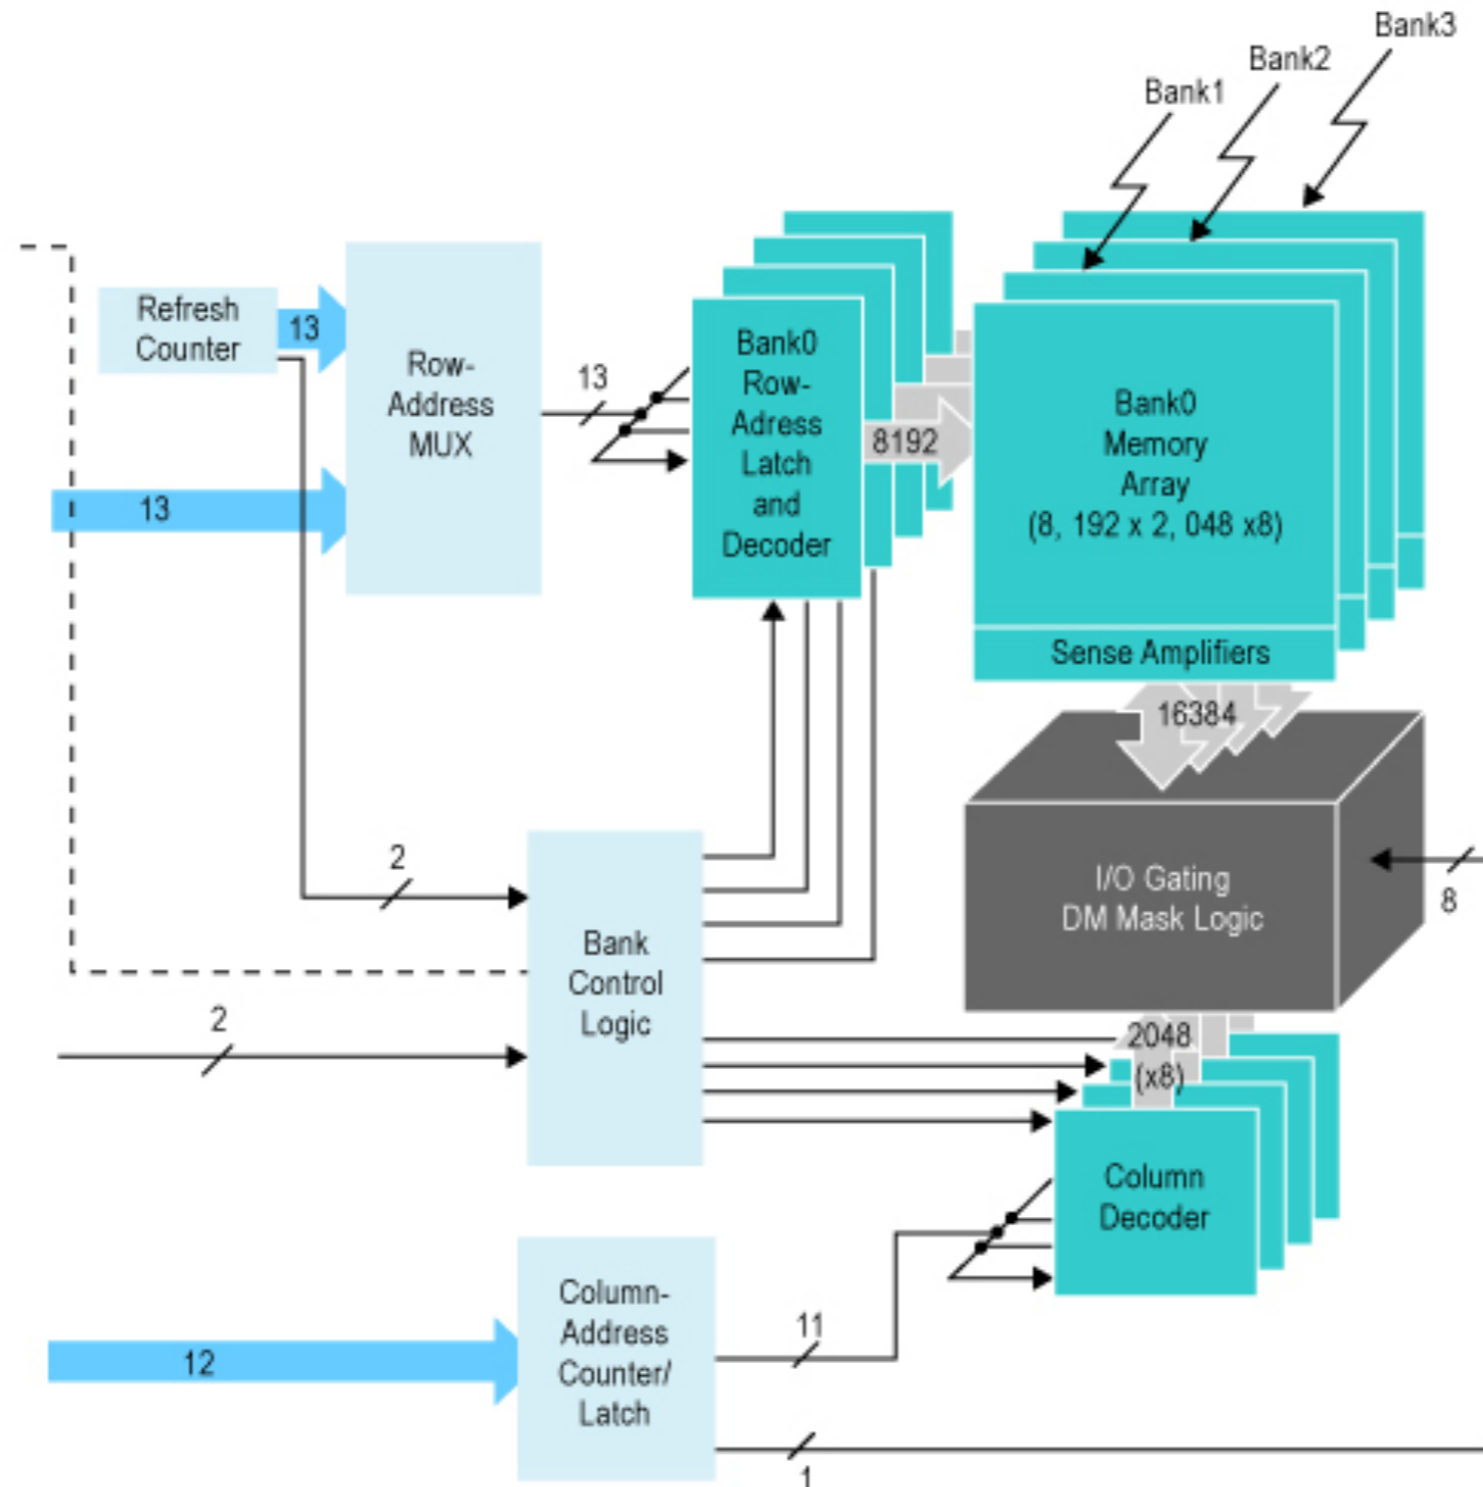 Bank3
Bank2
Bank1
Refresh
Counter
13
13
Row-
Address
MUX
13
Bank0
Row-
Adress
Latch
and
Decoder
8192
Bank0
Memory
Array
(8, 192 x 2, 048 x8)
Sense Amplifiers
16384
I/O Gating
DM Mask Logic
8
2
2
Bank
Control
Logic
2048
(x8)
Column
Decoder
12
Column-
Address
Counter/
Latch
11
1